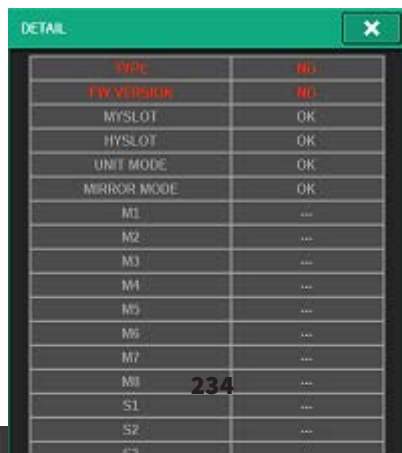 DETAIL
TYPE NG
FW VERSION NG
MYSLOT OK
HYSLOT OK
UNIT MODE OK
MIRROR MODE OK
M1 ---
M2 ---
M3 ---
M4 ---
M5 ---
M6 ---
M7 ---
M8 ---
234
S1 ---
S2 ---
S3